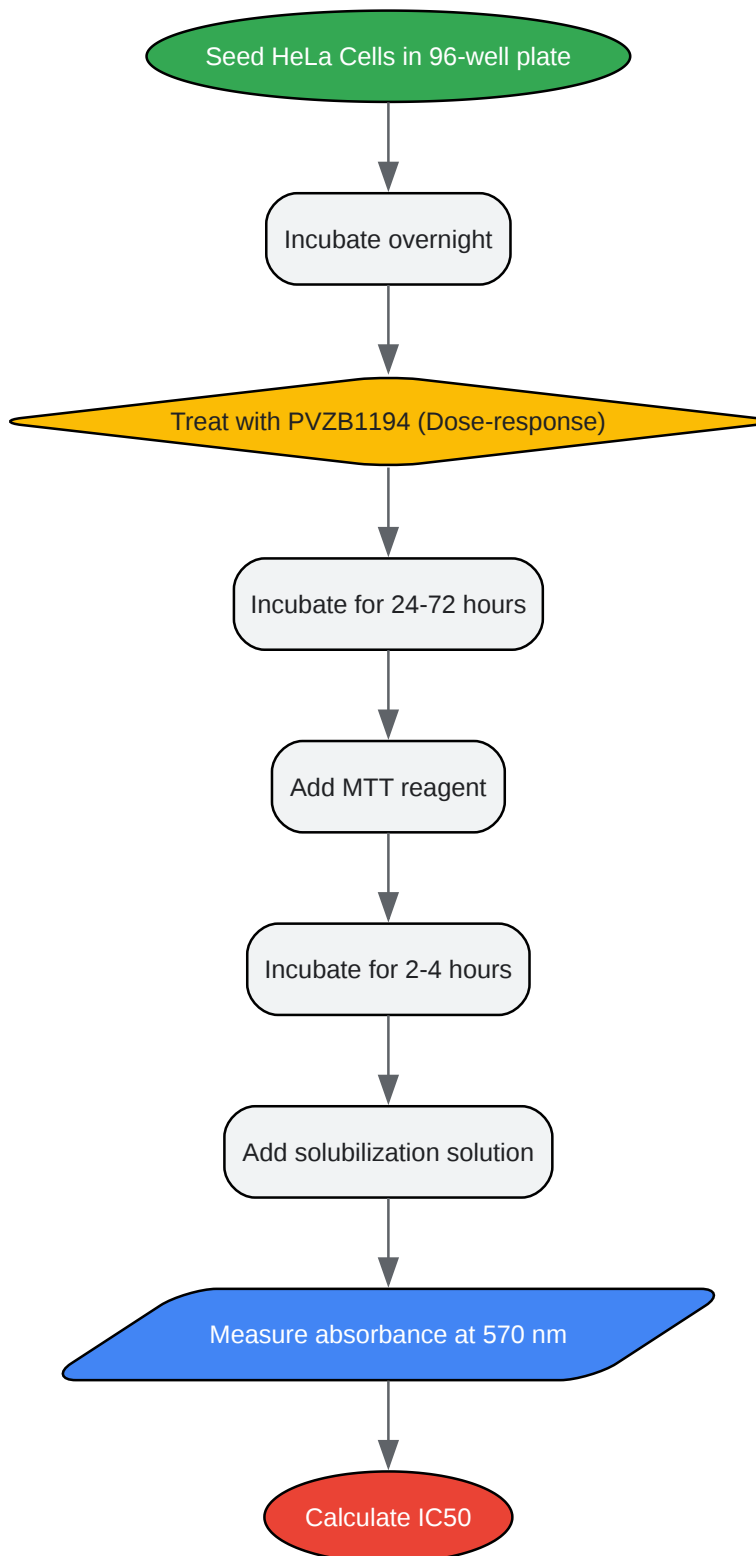 Seed HeLa Cells in 96-well plate
Incubate overnight
Treat with PVZB1194 (Dose-response)
Incubate for 24-72 hours
Add MTT reagent
Incubate for 2-4 hours
Add solubilization solution
Measure absorbance at 570 nm
Calculate IC50